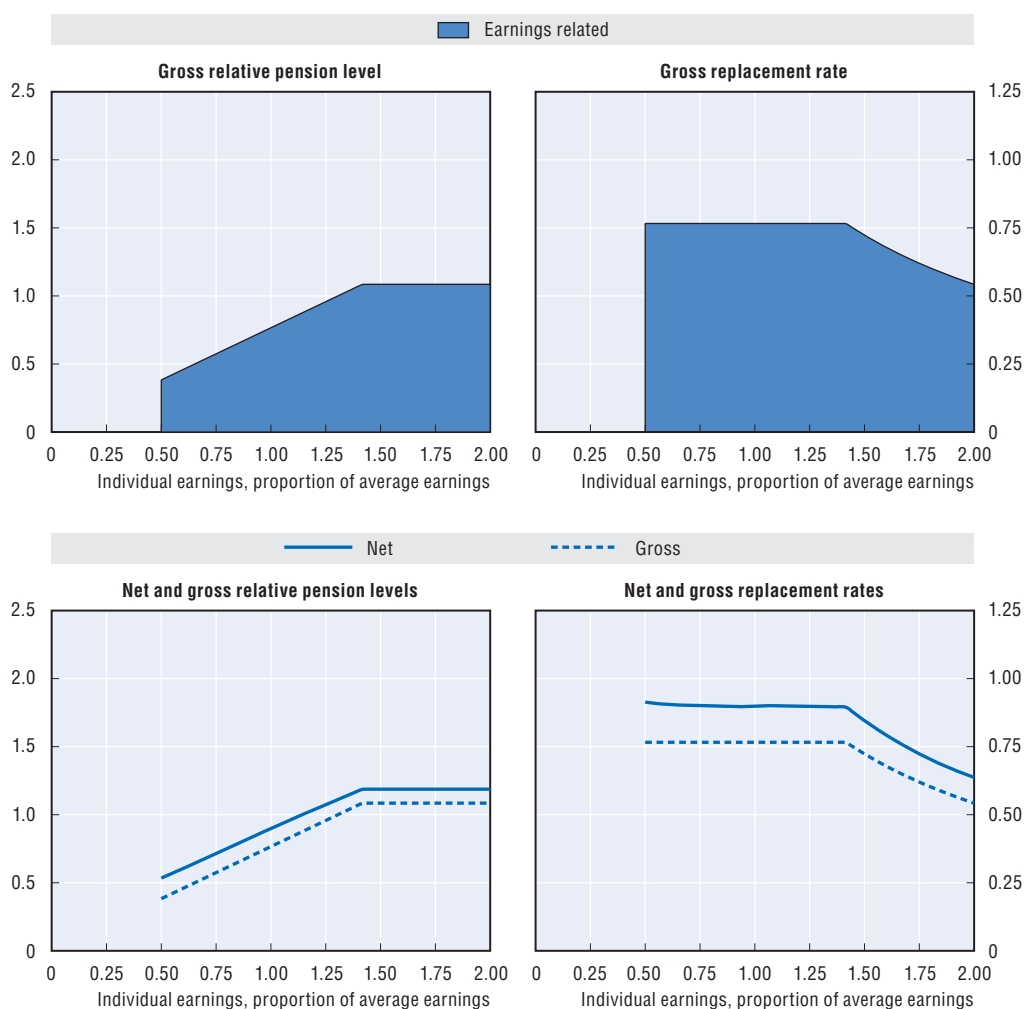 Earnings related
Gross relative pension level
Gross replacement rate
2.5
2.0
1.5
1.0
0.5
0
1.25
1.00
0.75
0.50
0.25
0
0 0.25 0.50 0.75 1.00 1.25 1.50 1.75 2.00
0 0.25 0.50 0.75 1.00 1.25 1.50 1.75 2.00
Individual earnings, proportion of average earnings
Individual earnings, proportion of average earnings
Net Gross
Net and gross relative pension levels
Net and gross replacement rates
2.5
2.0
1.5
1.0
0.5
0
1.25
1.00
0.75
0.50
0.25
0
0 0.25 0.50 0.75 1.00 1.25 1.50 1.75 2.00
0 0.25 0.50 0.75 1.00 1.25 1.50 1.75 2.00
Individual earnings, proportion of average earnings
Individual earnings, proportion of average earnings